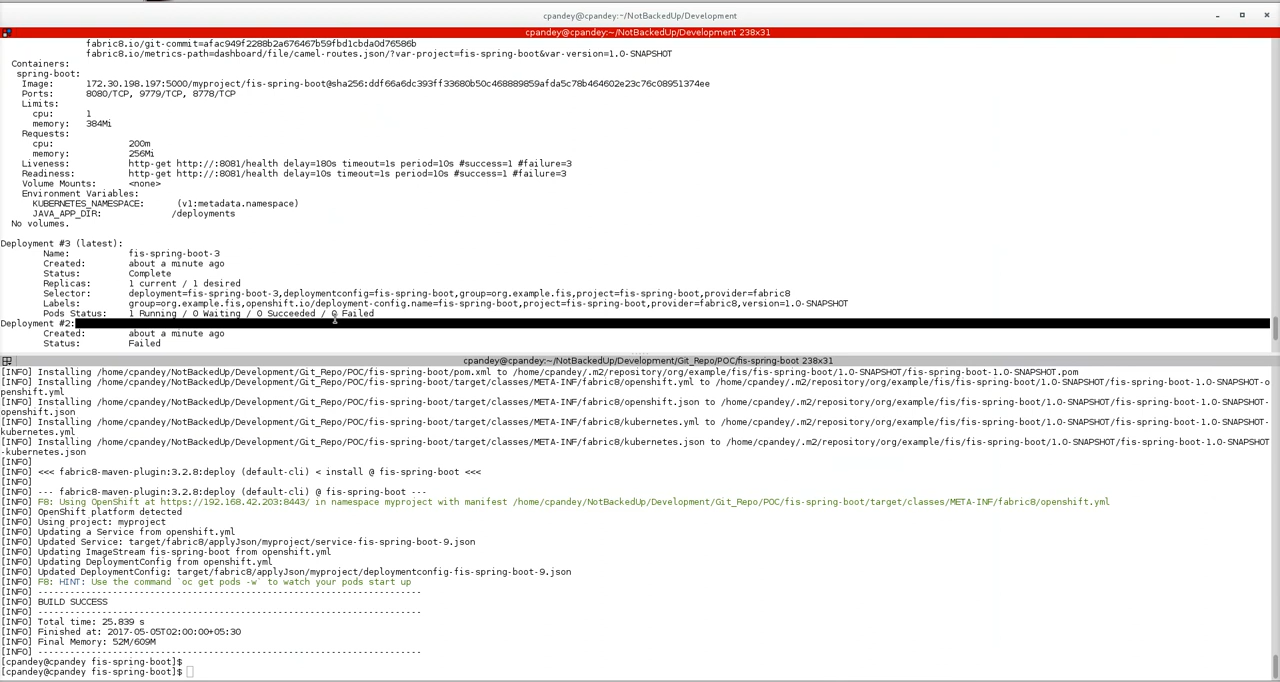 cpandey@cpandey:~/NotBackedUp/Development
cpandey@cpandey:~/NotBackedUp/Development 238x31
fabric8.io/git-commit=afac949f2288b2a676467b59fbd1cbda0d76586b
fabric8.io/metrics-path=dashboard/file/camel-routes.json/?var-project=fis-spring-boot&var-version=1.0-SNAPSHOT
Containers:
spring-boot:
Image: 172.30.198.197:5000/myproject/fis-spring-boot@sha256:ddf66a6dc393ff33680b50c468889859afda5c78b464602e23c76c08951374ee
Ports: 8080/TCP, 9779/TCP, 8778/TCP
Limits:
cpu: 1
memory: 384Mi
Requests:
cpu: 200m
memory: 256Mi
Liveness: http-get http://:8081/health delay=180s timeout=1s period=10s #success=1 #failure=3
Readiness: http-get http://:8081/health delay=10s timeout=1s period=10s #success=1 #failure=3
Volume Mounts: <none>
Environment Variables:
KUBERNETES_NAMESPACE: (v1:metadata.namespace)
JAVA_APP_DIR: /deployments
No volumes.
Deployment #3 (latest):
Name: fis-spring-boot-3
Created: about a minute ago
Status: Complete
Replicas: 1 current / 1 desired
Selector: deployment=fis-spring-boot-3,deploymentconfig=fis-spring-boot,group=org.example.fis,project=fis-spring-boot,provider=fabric8
Labels: group=org.example.fis,openshift.io/deployment-config.name=fis-spring-boot,project=fis-spring-boot,provider=fabric8,version=1.0-SNAPSHOT
Pods Status: 1 Running / 0 Waiting / 0 Succeeded / 0 Failed
Deployment #2:
Created: about a minute ago
Status: Failed
cpandey@cpandey:~/NotBackedUp/Development/Git_Repo/POC/fis-spring-boot 238x31
[INFO] Installing /home/cpandey/NotBackedUp/Development/Git_Repo/POC/fis-spring-boot/pom.xml to /home/cpandey/.m2/repository/org/example/fis/fis-spring-boot/1.0-SNAPSHOT/fis-spring-boot-1.0-SNAPSHOT.pom
[INFO] Installing /home/cpandey/NotBackedUp/Development/Git_Repo/POC/fis-spring-boot/target/classes/META-INF/fabric8/openshift.yml to /home/cpandey/.m2/repository/org/example/fis/fis-spring-boot/1.0-SNAPSHOT/fis-spring-boot-1.0-SNAPSHOT-o
penshift.yml
[INFO] Installing /home/cpandey/NotBackedUp/Development/Git_Repo/POC/fis-spring-boot/target/classes/META-INF/fabric8/openshift.json to /home/cpandey/.m2/repository/org/example/fis/fis-spring-boot/1.0-SNAPSHOT/fis-spring-boot-1.0-SNAPSHOT-
openshift.json
[INFO] Installing /home/cpandey/NotBackedUp/Development/Git_Repo/POC/fis-spring-boot/target/classes/META-INF/fabric8/kubernetes.yml to /home/cpandey/.m2/repository/org/example/fis/fis-spring-boot/1.0-SNAPSHOT/fis-spring-boot-1.0-SNAPSHOT-
kubernetes.yml
[INFO] Installing /home/cpandey/NotBackedUp/Development/Git_Repo/POC/fis-spring-boot/target/classes/META-INF/fabric8/kubernetes.json to /home/cpandey/.m2/repository/org/example/fis/fis-spring-boot/1.0-SNAPSHOT/fis-spring-boot-1.0-SNAPSHOT
-kubernetes.json
[INFO]
[INFO] <<< fabric8-maven-plugin:3.2.8:deploy (default-cli) < install @ fis-spring-boot <<<
[INFO]
[INFO] --- fabric8-maven-plugin:3.2.8:deploy (default-cli) @ fis-spring-boot ---
[INFO] F8: Using OpenShift at https://192.168.42.203:8443/ in namespace myproject with manifest /home/cpandey/NotBackedUp/Development/Git_Repo/POC/fis-spring-boot/target/classes/META-INF/fabric8/openshift.yml
[INFO] OpenShift platform detected
[INFO] Using project: myproject
[INFO] Updating a Service from openshift.yml
[INFO] Updated Service: target/fabric8/applyJson/myproject/service-fis-spring-boot-9.json
[INFO] Updating ImageStream fis-spring-boot from openshift.yml
[INFO] Updating DeploymentConfig from openshift.yml
[INFO] Updated DeploymentConfig: target/fabric8/applyJson/myproject/deploymentconfig-fis-spring-boot-9.json
[INFO] F8: HINT: Use the command `oc get pods -w` to watch your pods start up
[INFO] ------------------------------------------------------------------------
[INFO] BUILD SUCCESS
[INFO] ------------------------------------------------------------------------
[INFO] Total time: 25.839 s
[INFO] Finished at: 2017-05-05T02:00:00+05:30
[INFO] Final Memory: 52M/609M
[INFO] ------------------------------------------------------------------------
[cpandey@cpandey fis-spring-boot]$
[cpandey@cpandey fis-spring-boot]$